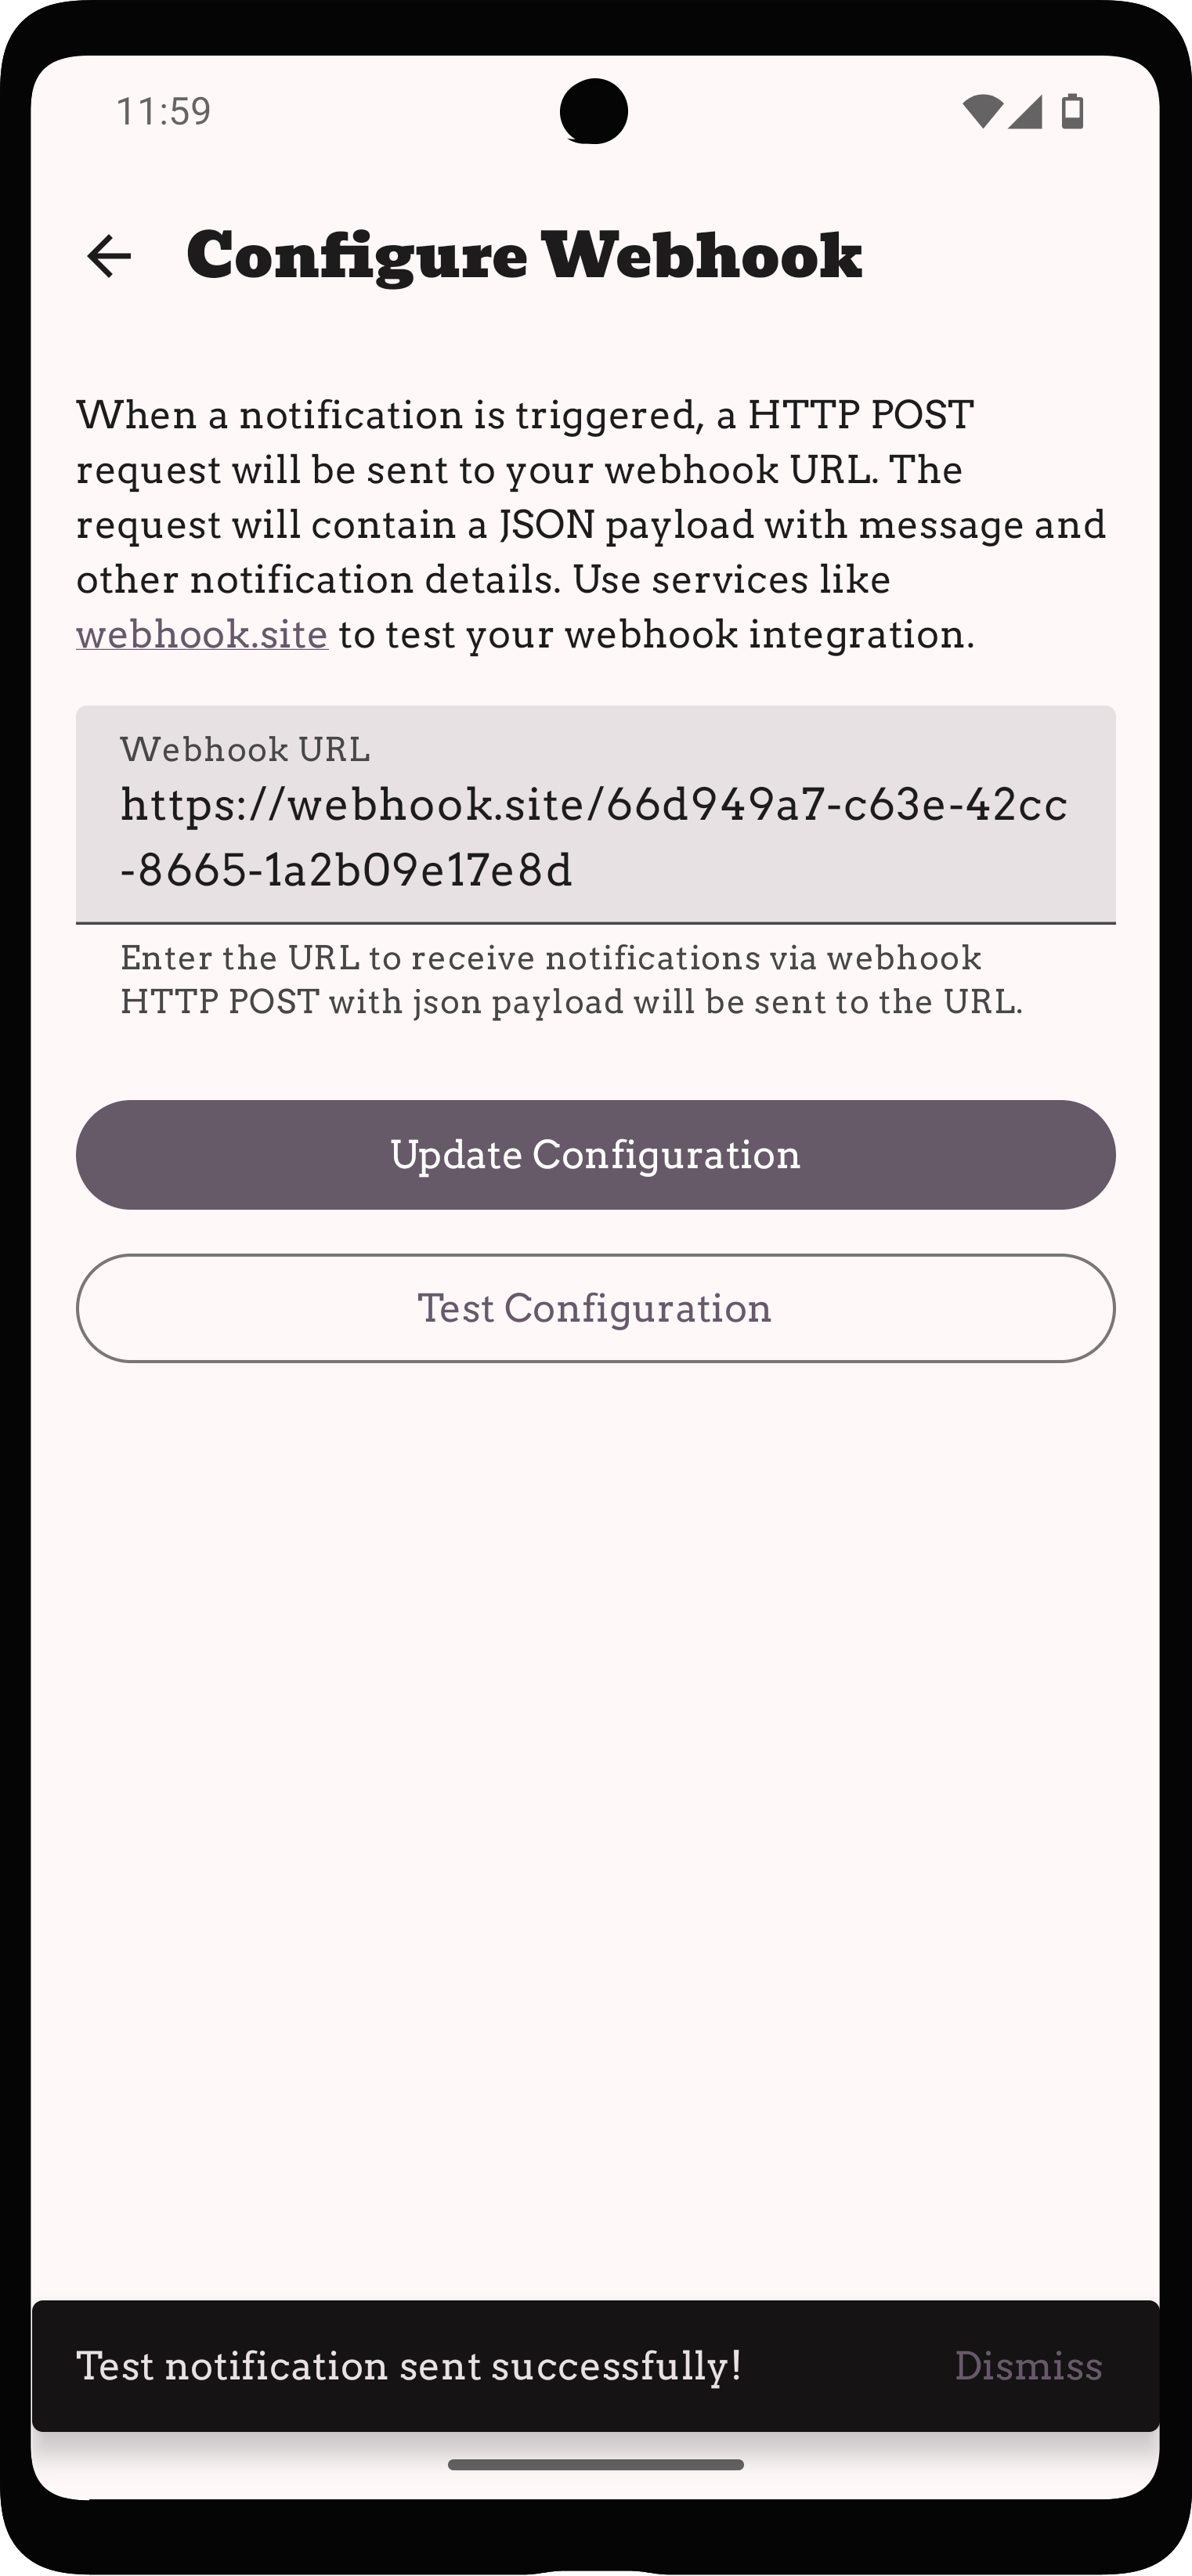 11:59
Configure Webhook
When a notification is triggered, a HTTP POST
request will be sent to your webhook URL. The
request will contain a JSON payload with message and
other notification details. Use services like
webhook.site to test your webhook integration.
Webhook URL
https://webhook.site/66d949a7-c63e-42cc
-8665-1a2b09e17e8d
Enter the URL to receive notifications via webhook
HTTP POST with json payload will be sent to the URL.
Update Configuration
Test Configuration
Test notification sent successfully! Dismiss